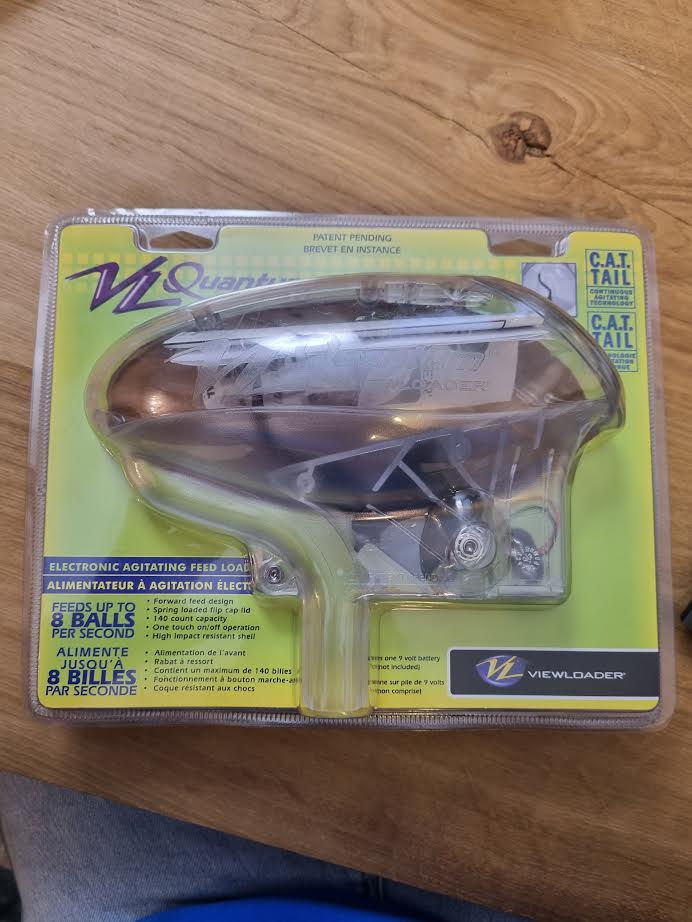 PATENT PENDING
BREVET EN INSTANCE
VL Quantu
C.A.T.
TAIL
CONTINUOUS
AGITATING
TECHNOLOGY
C.A.T.
TAIL
LOADER
ELECTRONIC AGITATING FEED LOA
ALIMENTATEUR À AGITATION ÉLECT
FEEDS UP TO
8 BALLS
PER SECOND
• Forward feed design
• Spring loaded flip cap lid
• 140 count capacity
• One touch on/off operation
• High impact resistant shell
ALIMENTE
JUSQU'À
8 BILLES
PAR SECONDE
• Alimentation de l'avant
• Rabat à ressort
• Contient un maximum de 140 billes
• Fonctionnement à bouton marche-
• Coque résistant aux chocs
one 9 volt battery
not included)
sur pile de 9 volts
non comprise)
VL VIEWLOADER